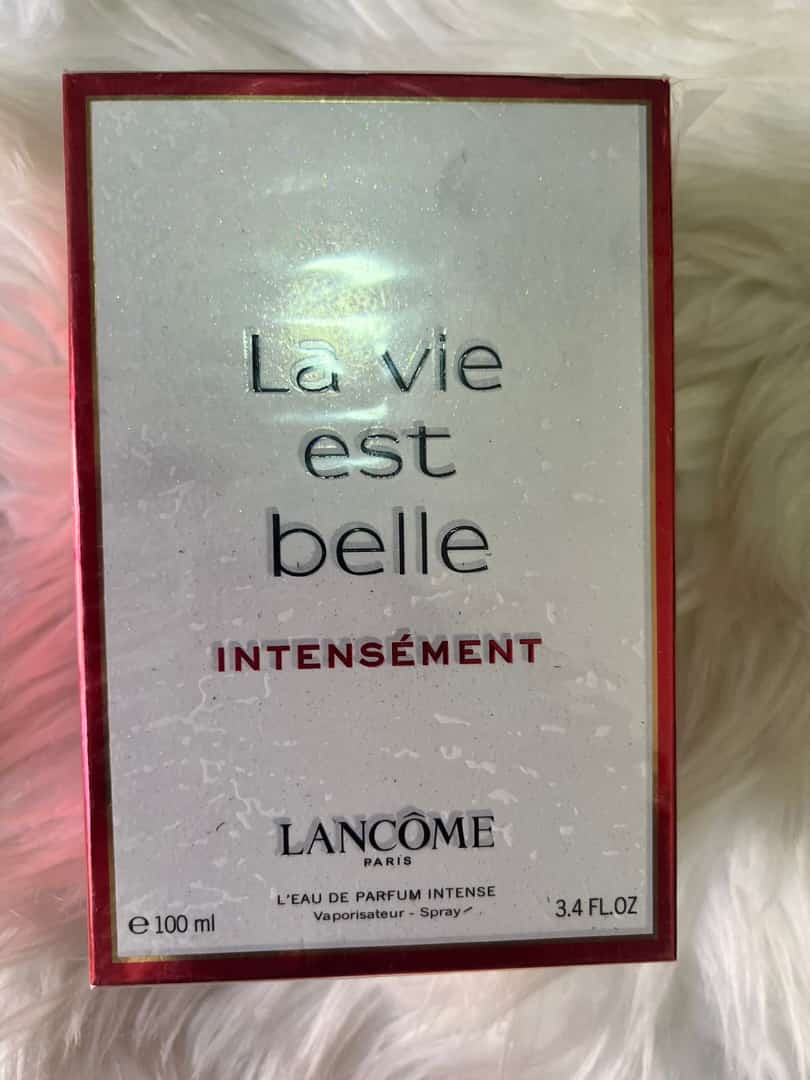 La vie
est
belle
INTENSÉMENT
LANCÔME
PARIS
L'EAU DE PARFUM INTENSE
Vaporisateur - Spray
℮ 100 ml
3.4 FL.OZ